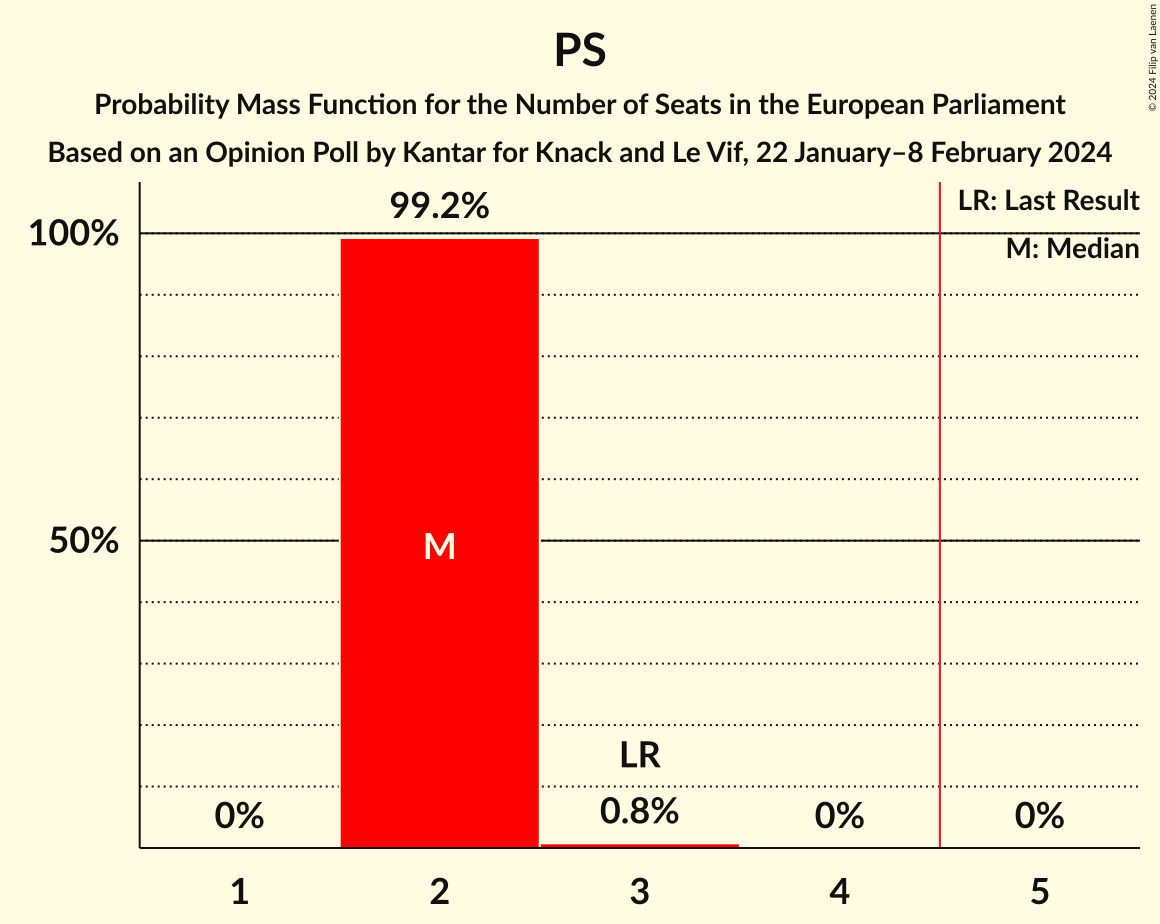 PS
Probability Mass Function for the Number of Seats in the European Parliament
Based on an Opinion Poll by Kantar for Knack and Le Vif, 22 January–8 February 2024
© 2024 Filip van Laenen
LR: Last Result
M: Median
99.2%
100%
50%
M
LR
0%
0.8%
0%
0%
1
2
3
4
5